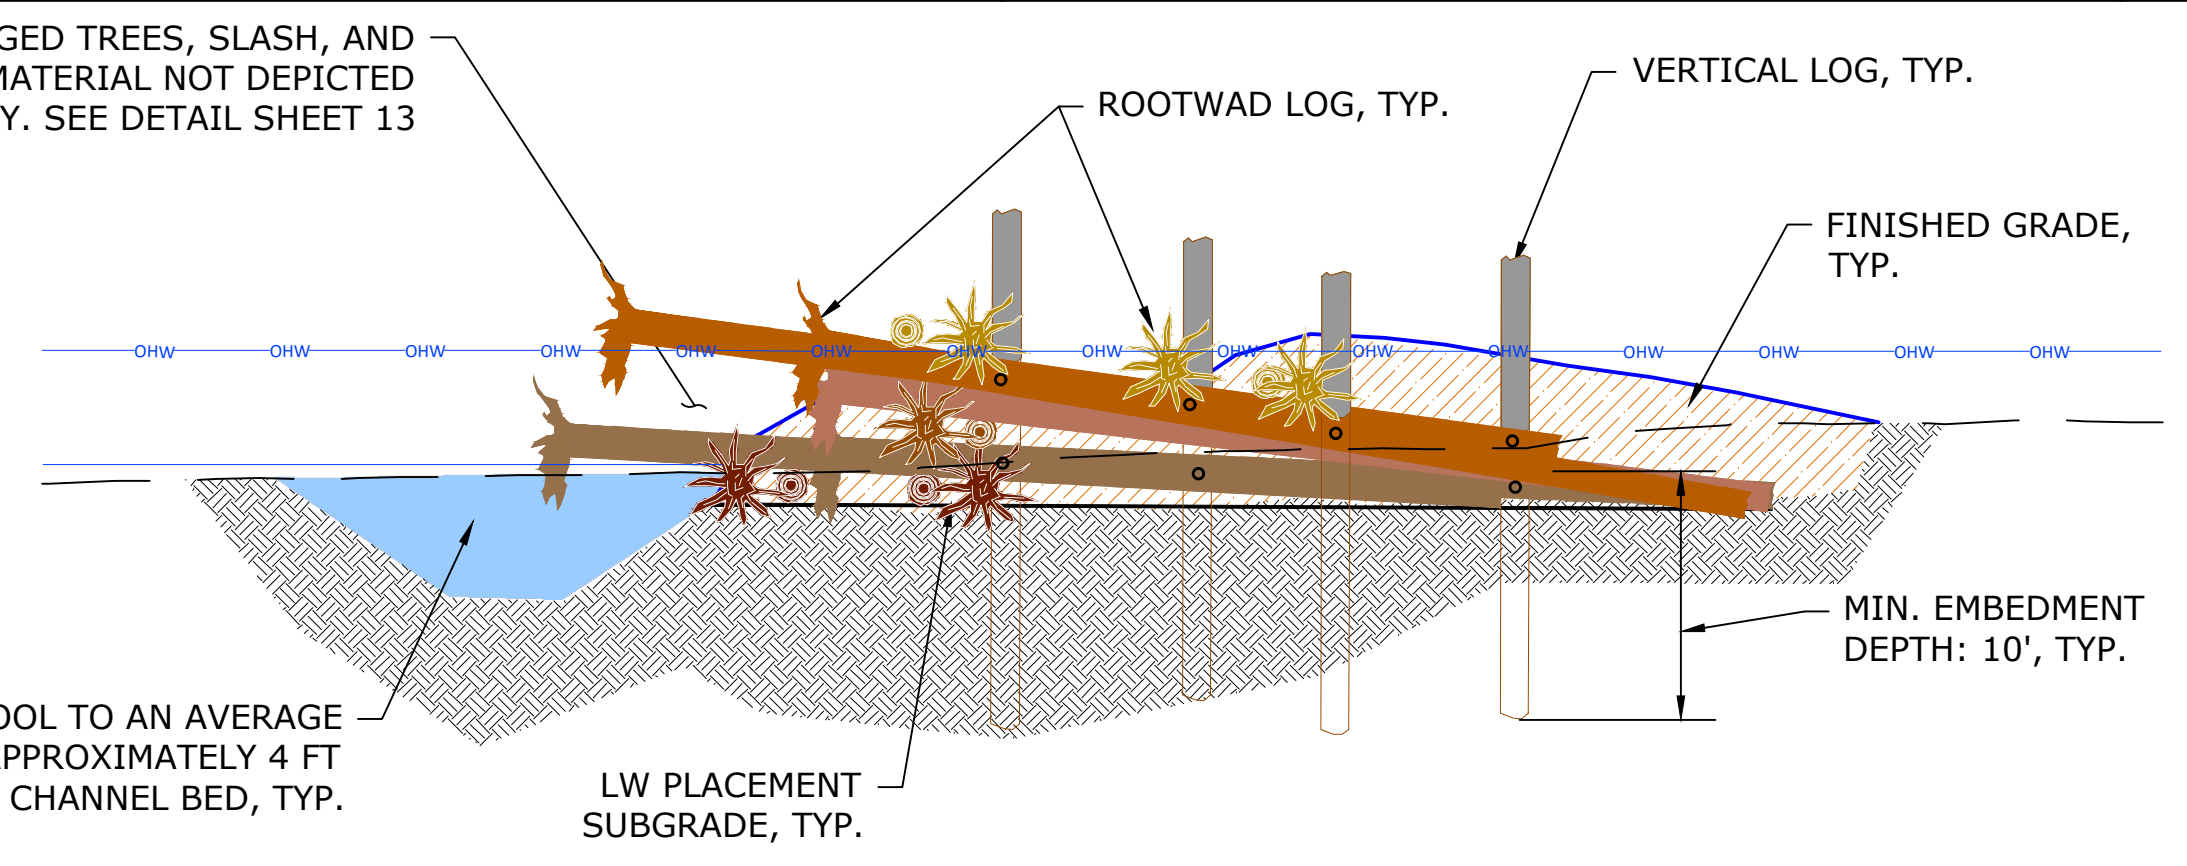 GED TREES, SLASH, AND
MATERIAL NOT DEPICTED
Y. SEE DETAIL SHEET 13
ROOTWAD LOG, TYP.
VERTICAL LOG, TYP.
FINISHED GRADE,
TYP.
OHW OHW OHW OHW OHW OHW OHW OHW OHW OHW OHW OHW OHW OHW OHW
MIN. EMBEDMENT
DEPTH: 10', TYP.
OOL TO AN AVERAGE
APPROXIMATELY 4 FT
CHANNEL BED, TYP.
LW PLACEMENT
SUBGRADE, TYP.